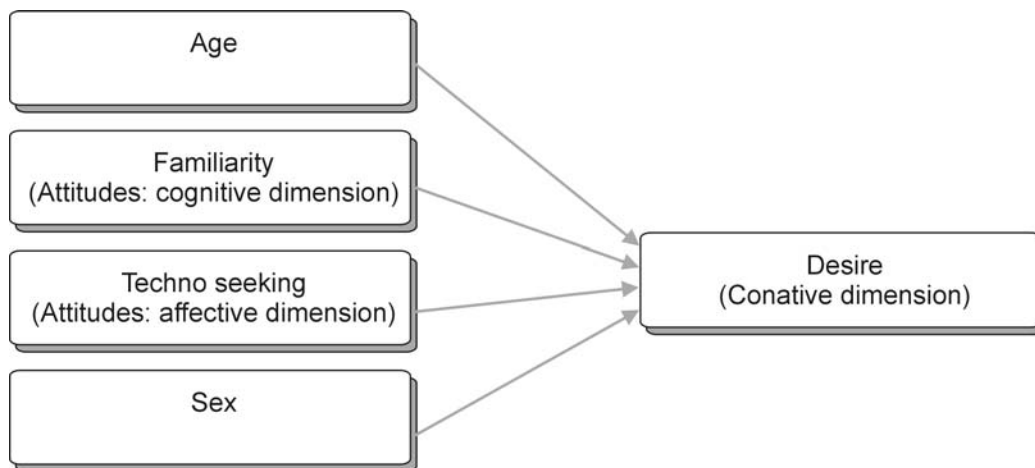 Age
Familiarity
(Attitudes: cognitive dimension)
Techno seeking
(Attitudes: affective dimension)
Sex
Desire
(Conative dimension)